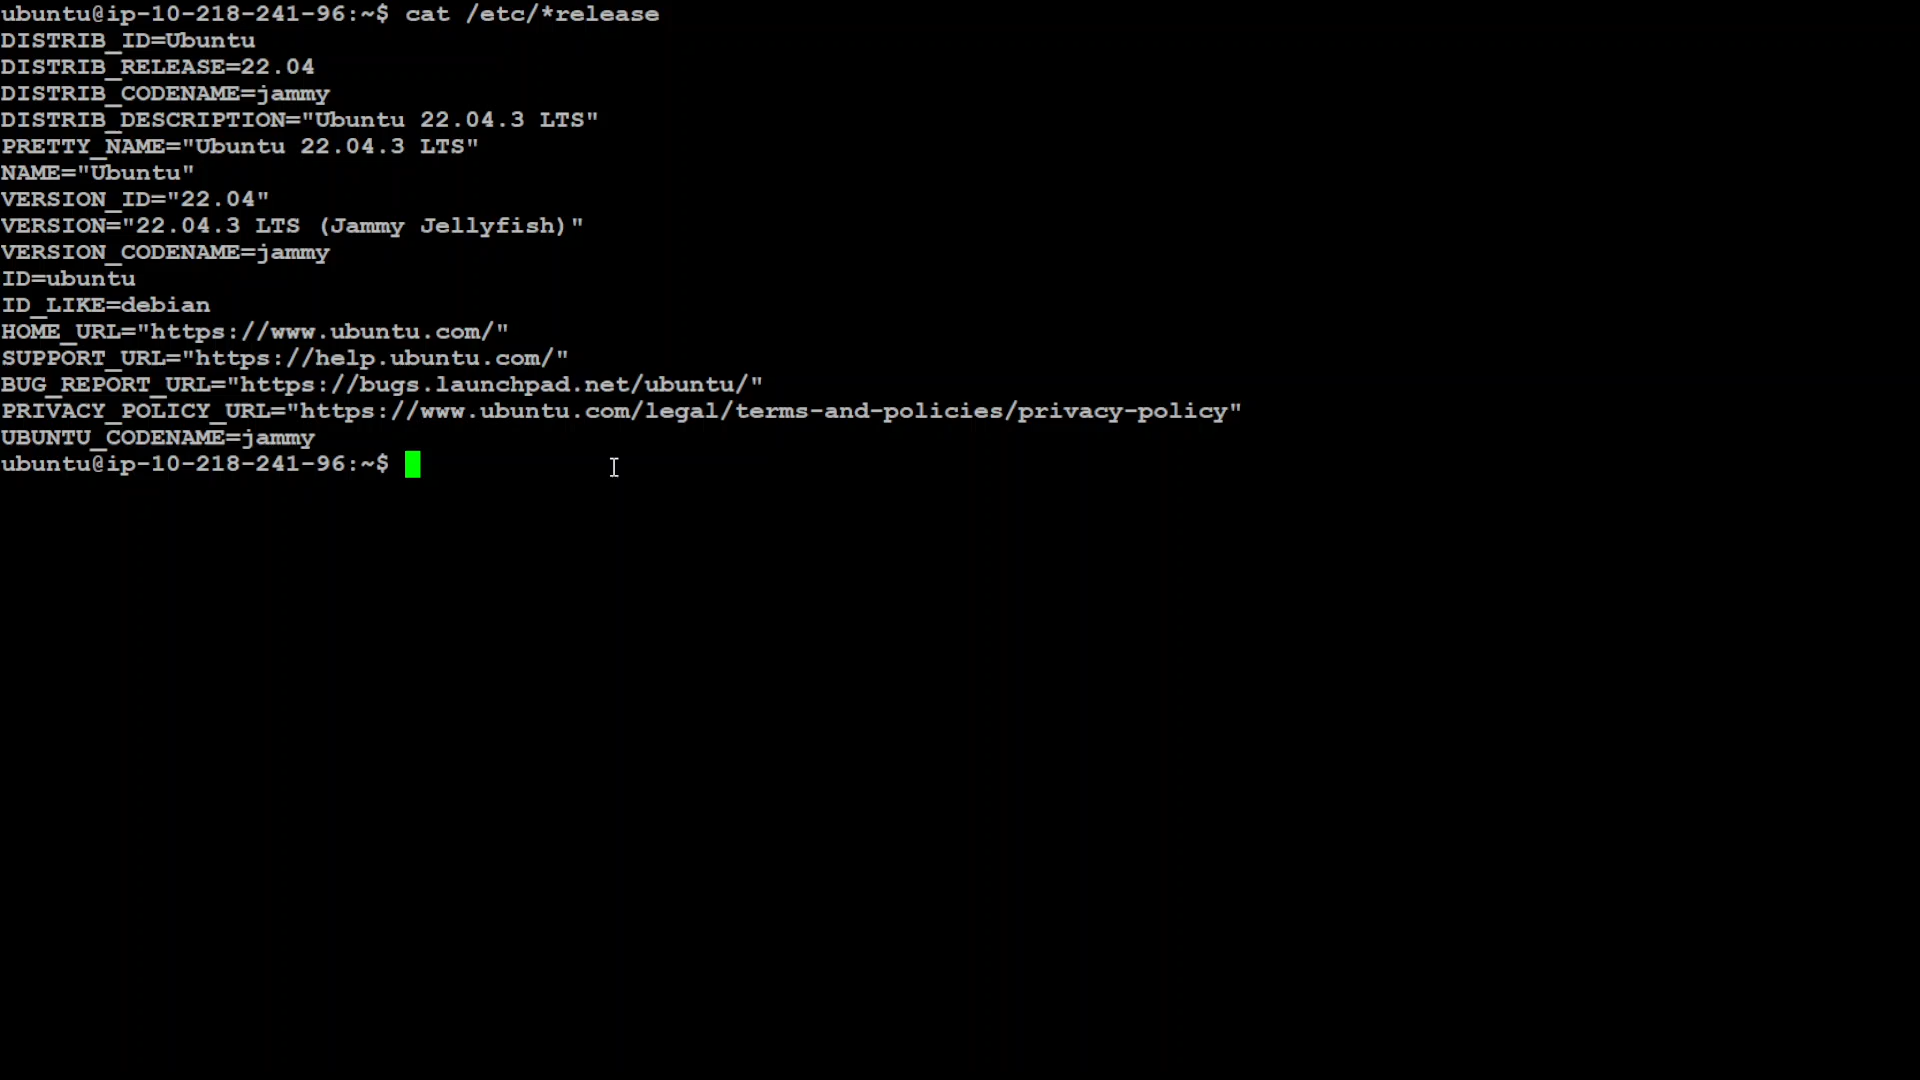 ubuntu@ip-10-218-241-96:~$ cat /etc/*release
DISTRIB_ID=Ubuntu
DISTRIB_RELEASE=22.04
DISTRIB_CODENAME=jammy
DISTRIB_DESCRIPTION="Ubuntu 22.04.3 LTS"
PRETTY_NAME="Ubuntu 22.04.3 LTS"
NAME="Ubuntu"
VERSION_ID="22.04"
VERSION="22.04.3 LTS (Jammy Jellyfish)"
VERSION_CODENAME=jammy
ID=ubuntu
ID_LIKE=debian
HOME_URL="https://www.ubuntu.com/"
SUPPORT_URL="https://help.ubuntu.com/"
BUG_REPORT_URL="https://bugs.launchpad.net/ubuntu/"
PRIVACY_POLICY_URL="https://www.ubuntu.com/legal/terms-and-policies/privacy-policy"
UBUNTU_CODENAME=jammy
ubuntu@ip-10-218-241-96:~$